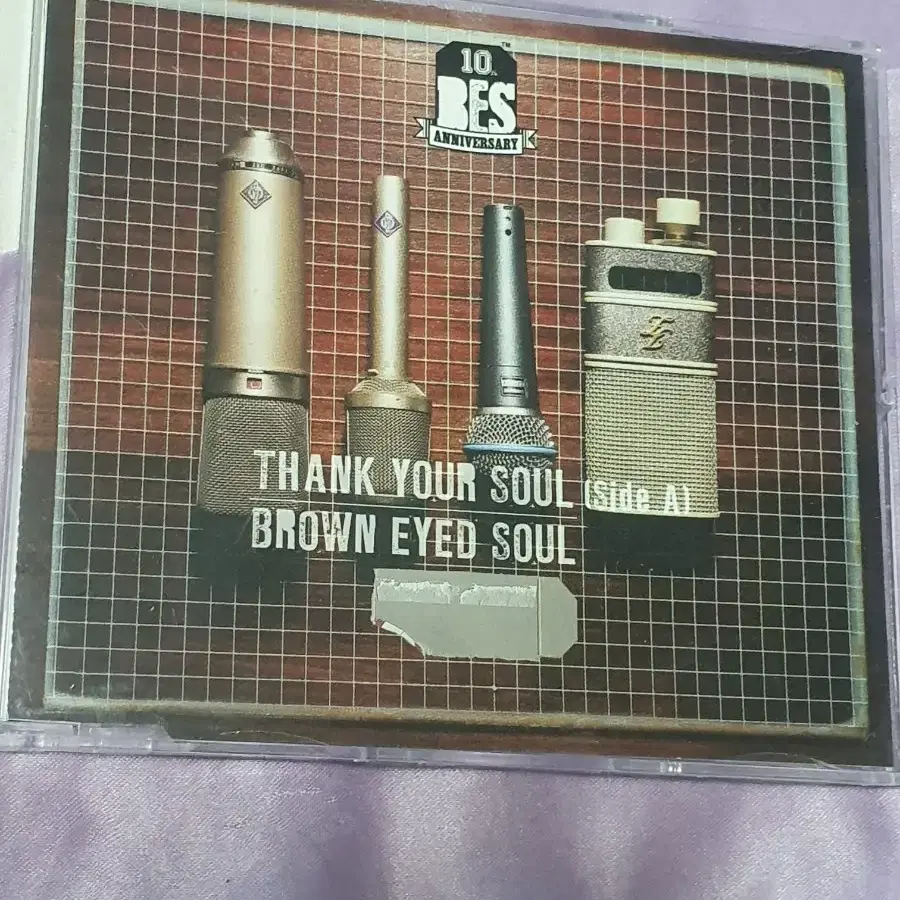 10th
BES
ANNIVERSARY
THANK YOUR SOUL (Side A)
BROWN EYED SOUL